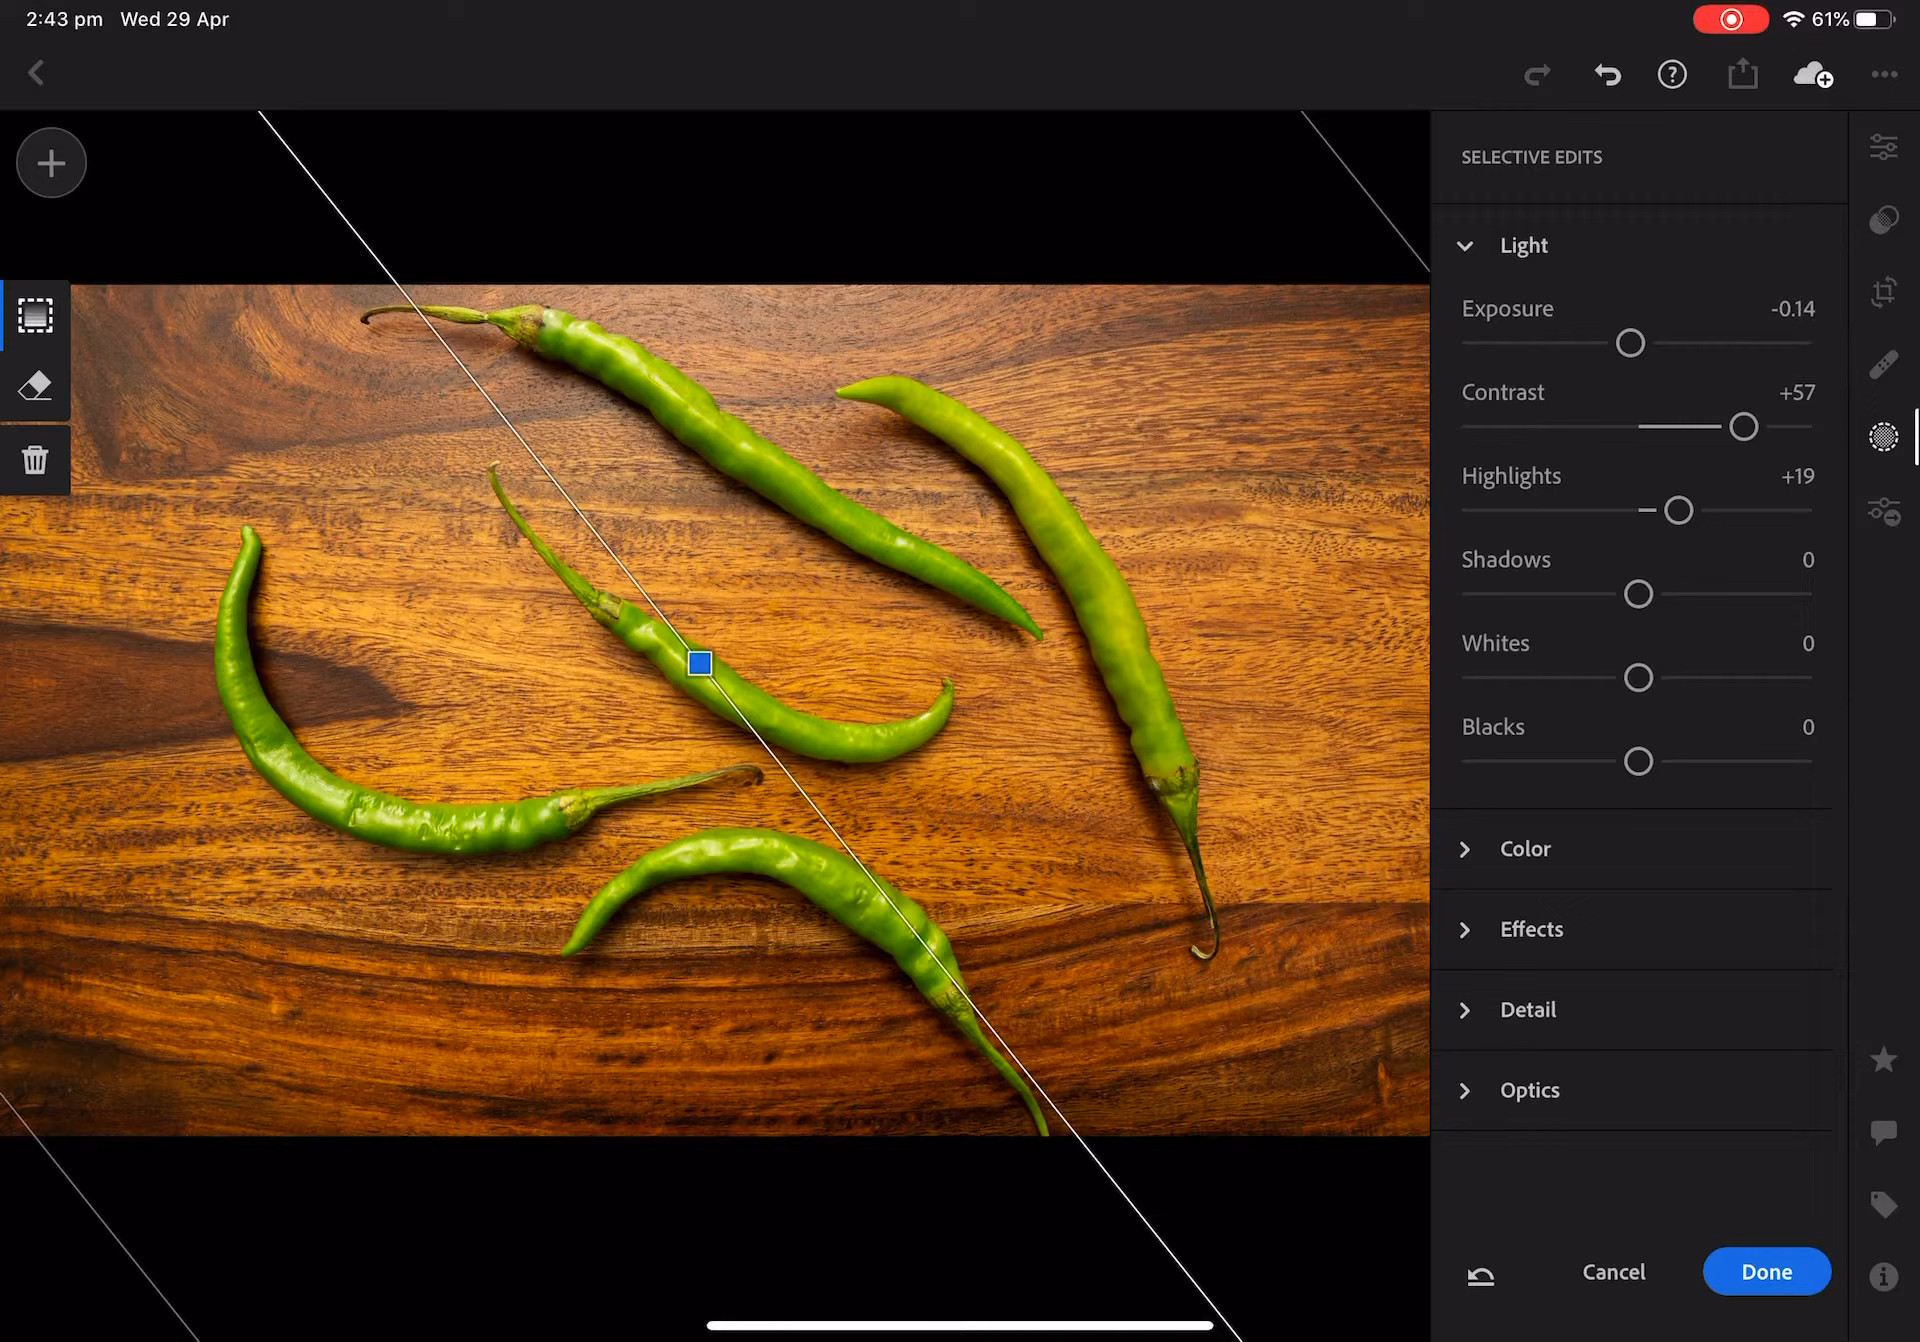 2:43 pm Wed 29 Apr
61%
SELECTIVE EDITS
Light
Exposure -0.14
Contrast +57
Highlights +19
Shadows 0
Whites 0
Blacks 0
Color
Effects
Detail
Optics
Cancel Done